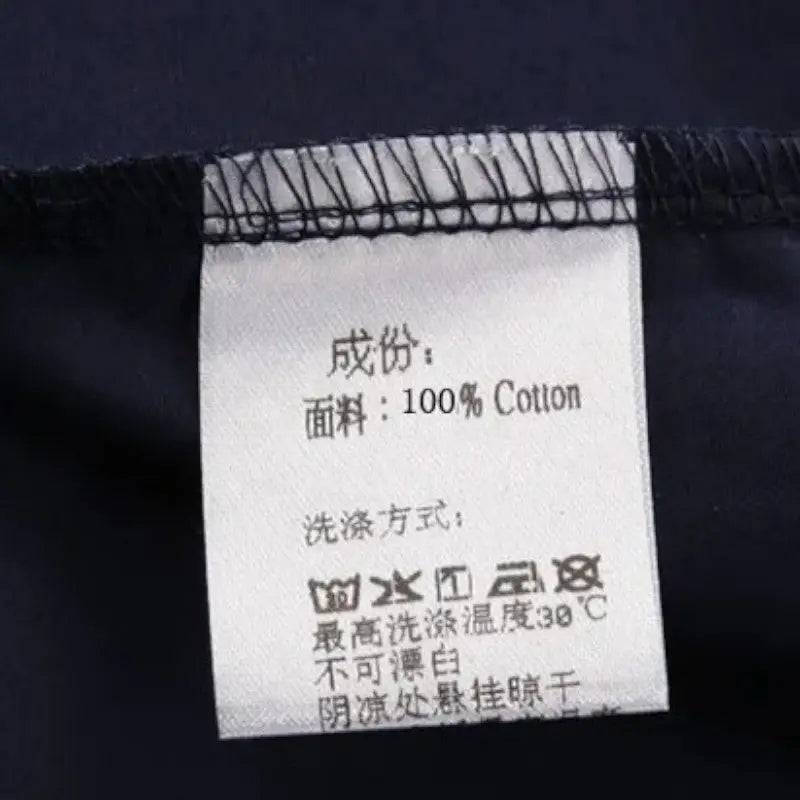 成份：
面料：100% Cotton
洗涤方式：
30
最高洗涤温度30℃
不可漂白
阴凉处悬挂晾干